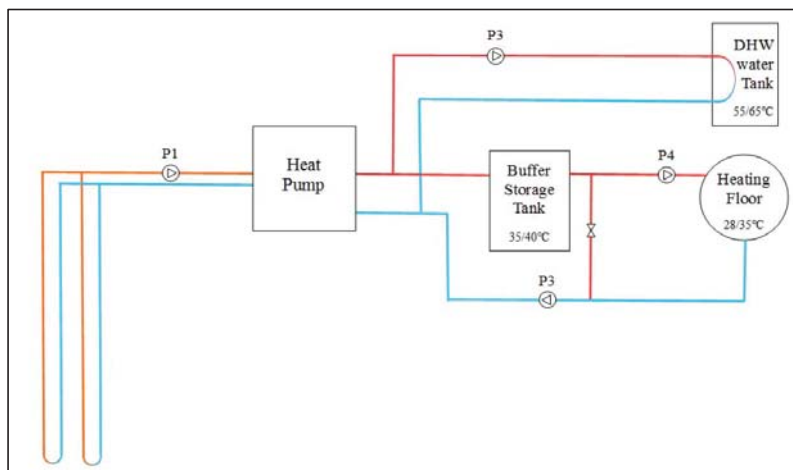 P3
DHW
water
Tank
55/65℃
P1
Heat
Pump
Buffer
Storage
Tank
35/40℃
P4
Heating
Floor
28/35℃
P3